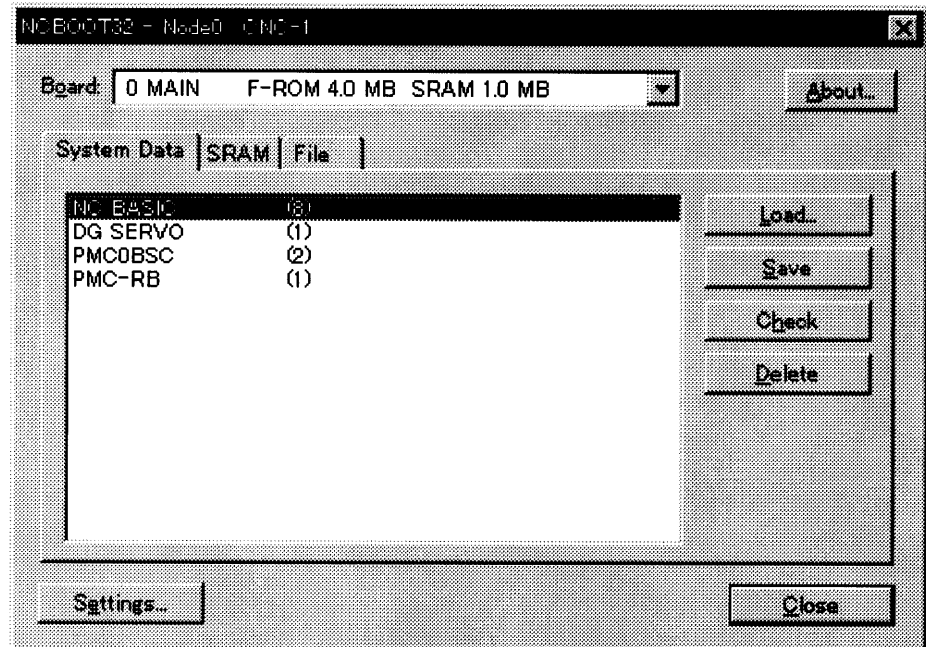 NCBOOT32 - Node0 CNC-1
Board: 0 MAIN F-ROM 4.0 MB SRAM 1.0 MB About...
System Data SRAM File
NC BASIC (8)
DG SERVO (1)
PMC0BSC (2)
PMC-RB (1)
Load...
Save
Check
Delete
Settings... Close